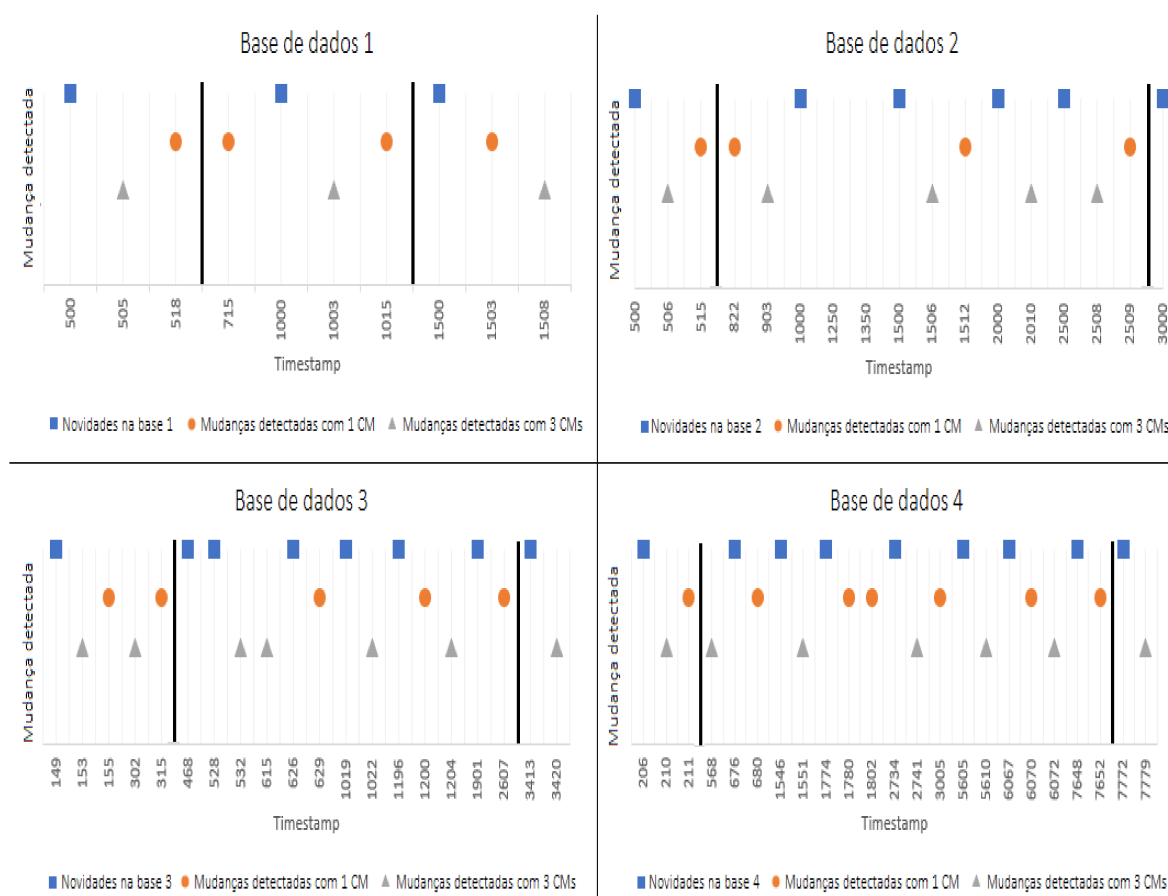 Base de dados 1
Mudança detectada
500 505 518 715 1000 1003 1015 1500 1503 1508
Timestamp
Novidades na base 1 Mudanças detectadas com 1 CM Mudanças detectadas com 3 CMs
Base de dados 2
Mudança detectada
500 506 515 822 903 1000 1250 1350 1500 1506 1512 2000 2010 2500 2508 2509 3000
Timestamp
Novidades na base 2 Mudanças detectadas com 1 CM Mudanças detectadas com 3 CMs
Base de dados 3
Mudança detectada
149 153 155 302 315 468 528 532 615 626 629 1019 1022 1196 1200 1204 1901 2607 3413 3420
Timestamp
Novidades na base 3 Mudanças detectadas com 1 CM Mudanças detectadas com 3 CMs
Base de dados 4
Mudança detectada
206 210 211 568 676 680 1546 1551 1774 1780 1802 2734 2741 3005 5605 5610 6067 6070 6072 7648 7652 7772 7779
Timestamp
Novidades na base 4 Mudanças detectadas com 1 CM Mudanças detectadas com 3 CMs